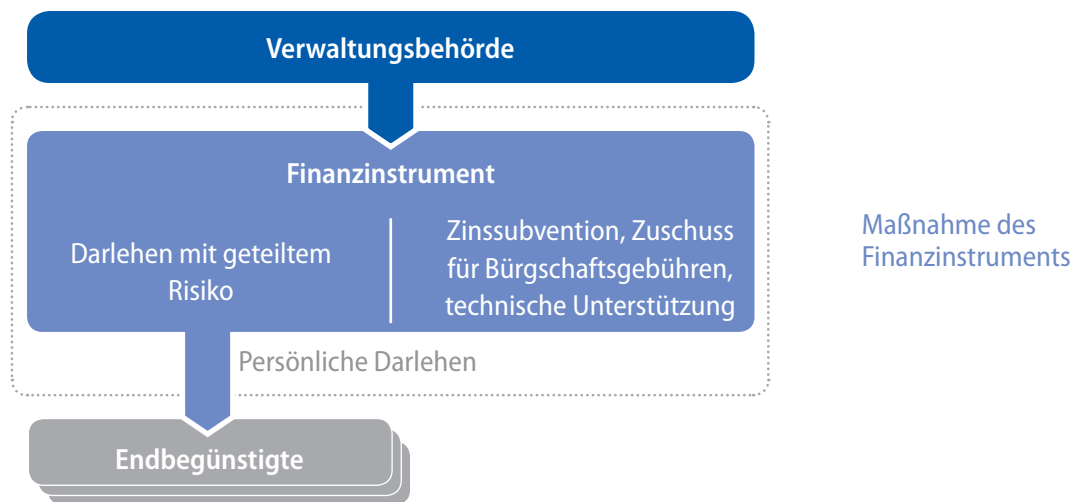 Verwaltungsbehörde
Finanzinstrument
Darlehen mit geteiltem
Risiko
Zinssubvention, Zuschuss
für Bürgschaftsgebühren,
technische Unterstützung
Maßnahme des
Finanzinstruments
Persönliche Darlehen
Endbegünstigte